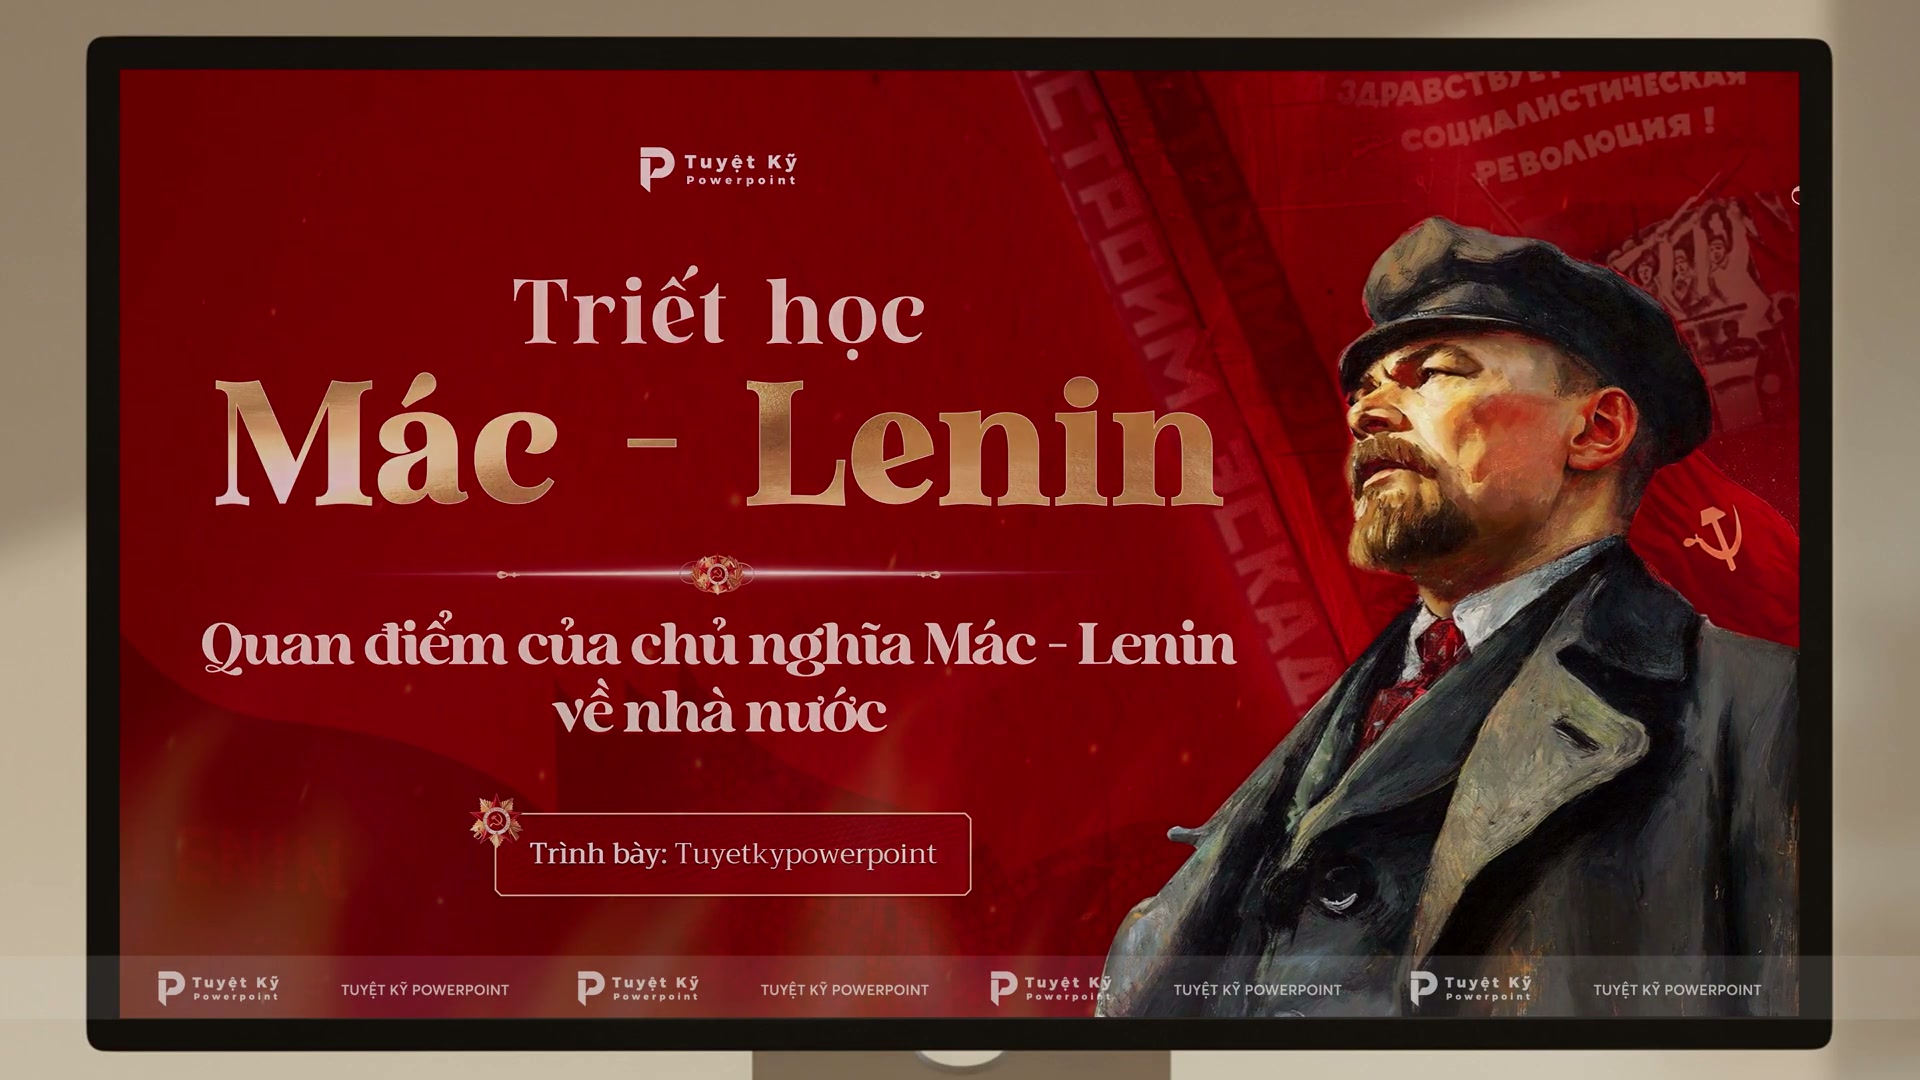 ЗДРАВСТВУЕТ
СОЦИАЛИСТИЧЕСКАЯ
РЕВОЛЮЦИЯ !
Tuyệt Kỹ
Powerpoint
Triết học
Mác - Lenin
Quan điểm của chủ nghĩa Mác - Lenin
về nhà nước
Trình bày: Tuyetkypowerpoint
Tuyệt Kỹ
Powerpoint
TUYỆT KỸ POWERPOINT
Tuyệt Kỹ
Powerpoint
TUYỆT KỸ POWERPOINT
Tuyệt Kỹ
Powerpoint
TUYỆT KỸ POWERPOINT
Tuyệt Kỹ
Powerpoint
TUYỆT KỸ POWERPOINT